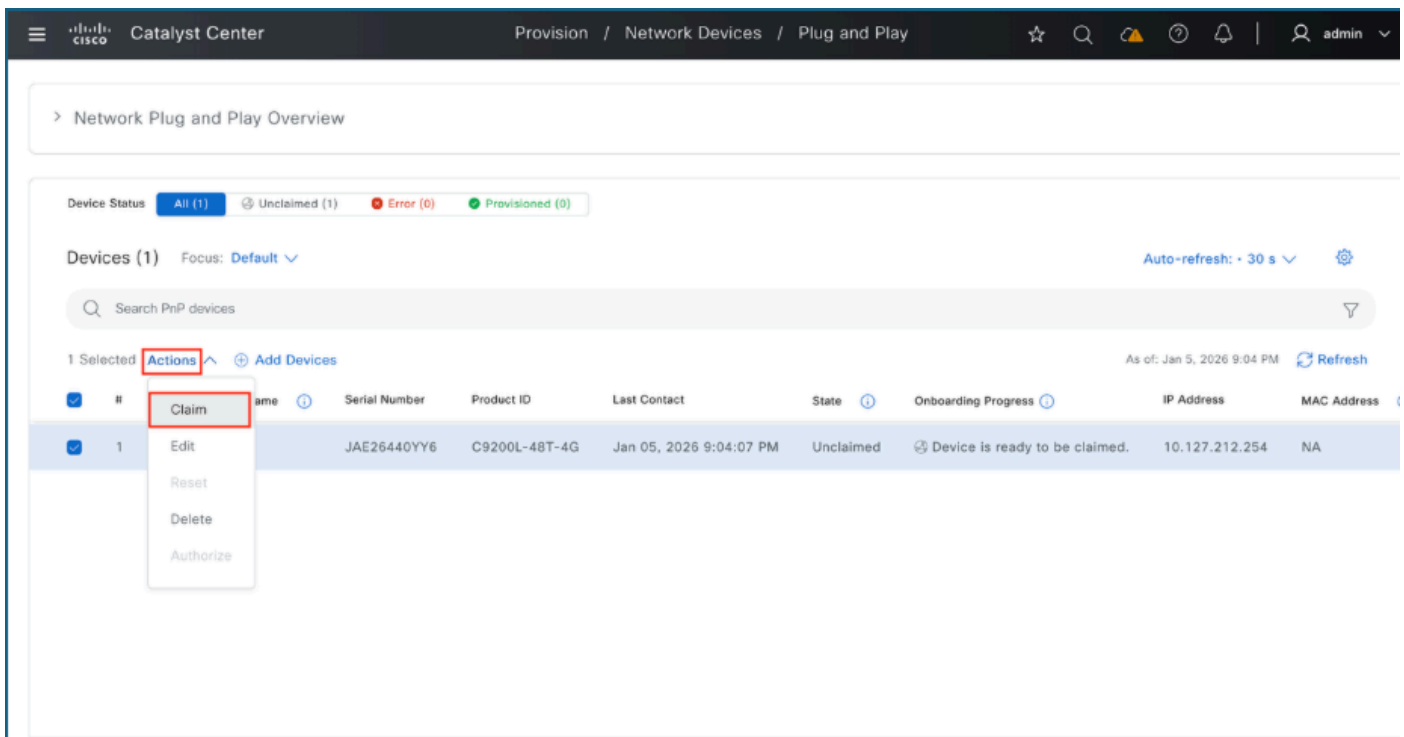 CISCO Catalyst Center Provision / Network Devices / Plug and Play admin
Network Plug and Play Overview
Device Status All (1) Unclaimed (1) Error (0) Provisioned (0)
Devices (1) Focus: Default Auto-refresh: • 30 s
Search PnP devices
1 Selected Actions Add Devices As of: Jan 5, 2026 9:04 PM Refresh
# ame Serial Number Product ID Last Contact State Onboarding Progress IP Address MAC Address
Claim
1 JAE26440YY6 C9200L-48T-4G Jan 05, 2026 9:04:07 PM Unclaimed Device is ready to be claimed. 10.127.212.254 NA
Edit
Reset
Delete
Authorize